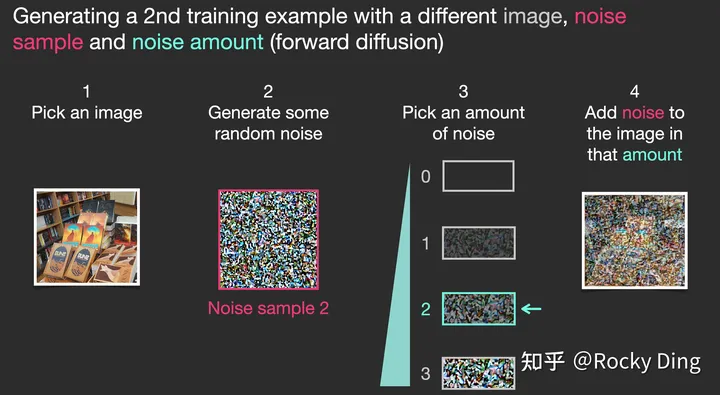 Generating a 2nd training example with a different image, noise
sample and noise amount (forward diffusion)
1
Pick an image
2
Generate some
random noise
Noise sample 2
3
Pick an amount
of noise
0
1
2
3
4
Add noise to
the image in
that amount
知乎 @Rocky Ding